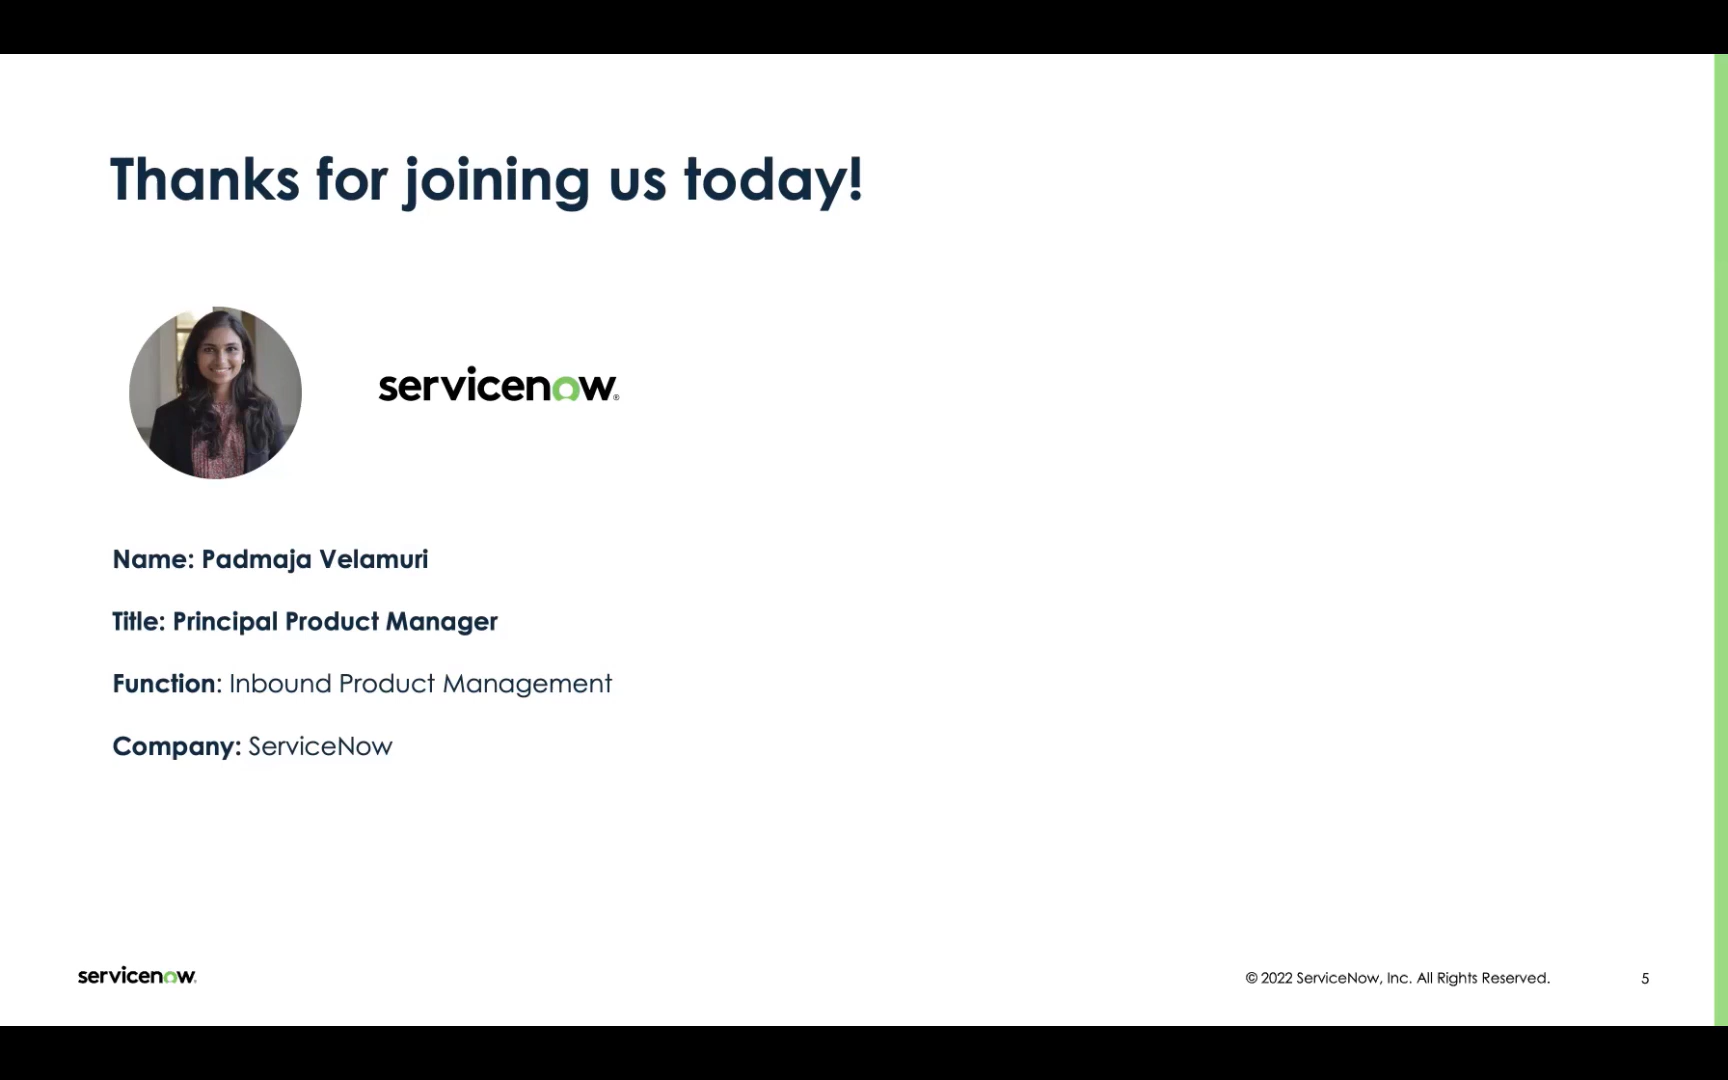 Thanks for joining us today!
servicenow®
Name: Padmaja Velamuri
Title: Principal Product Manager
Function: Inbound Product Management
Company: ServiceNow
servicenow®
© 2022 ServiceNow, Inc. All Rights Reserved.
5